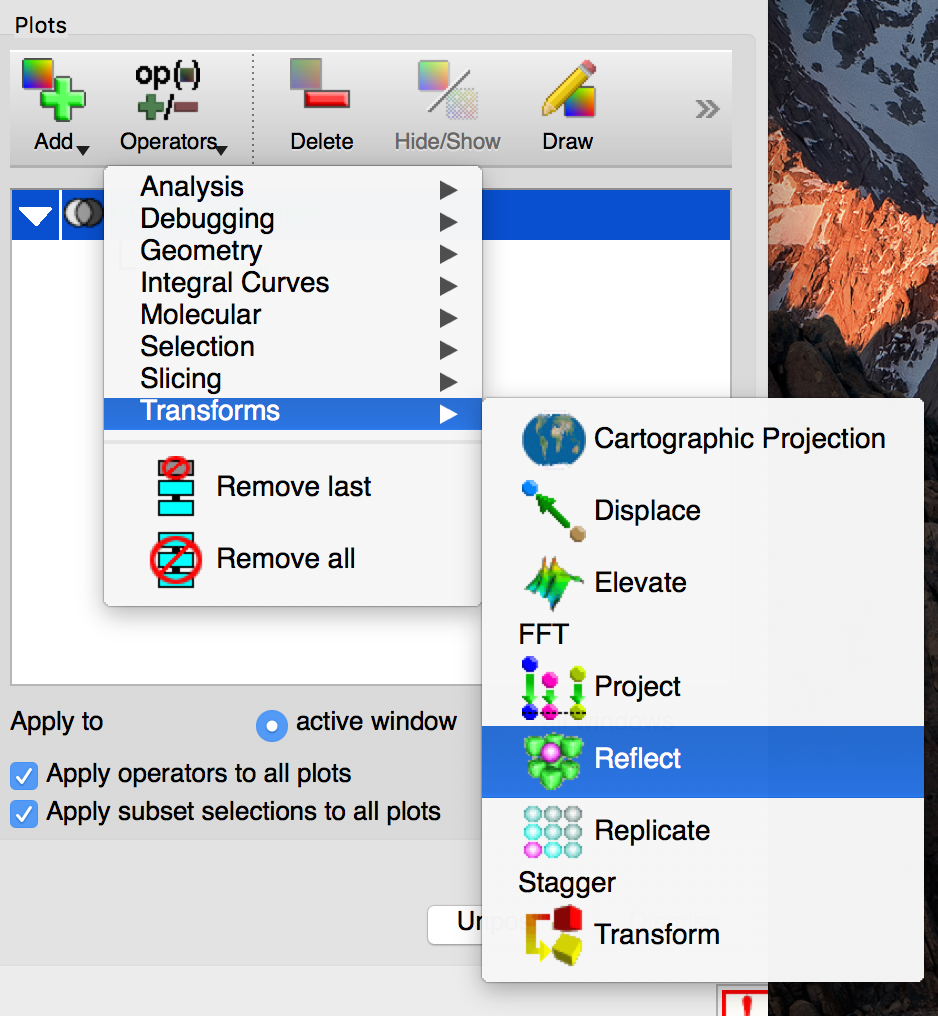 Plots
op( )
+/-
Add
Operators
Delete
Hide/Show
Draw
»
Analysis
Debugging
Geometry
Integral Curves
Molecular
Selection
Slicing
Transforms
Remove last
Remove all
Cartographic Projection
Displace
Elevate
FFT
Project
Reflect
Replicate
Stagger
Transform
Apply to
active window
Apply operators to all plots
Apply subset selections to all plots
!